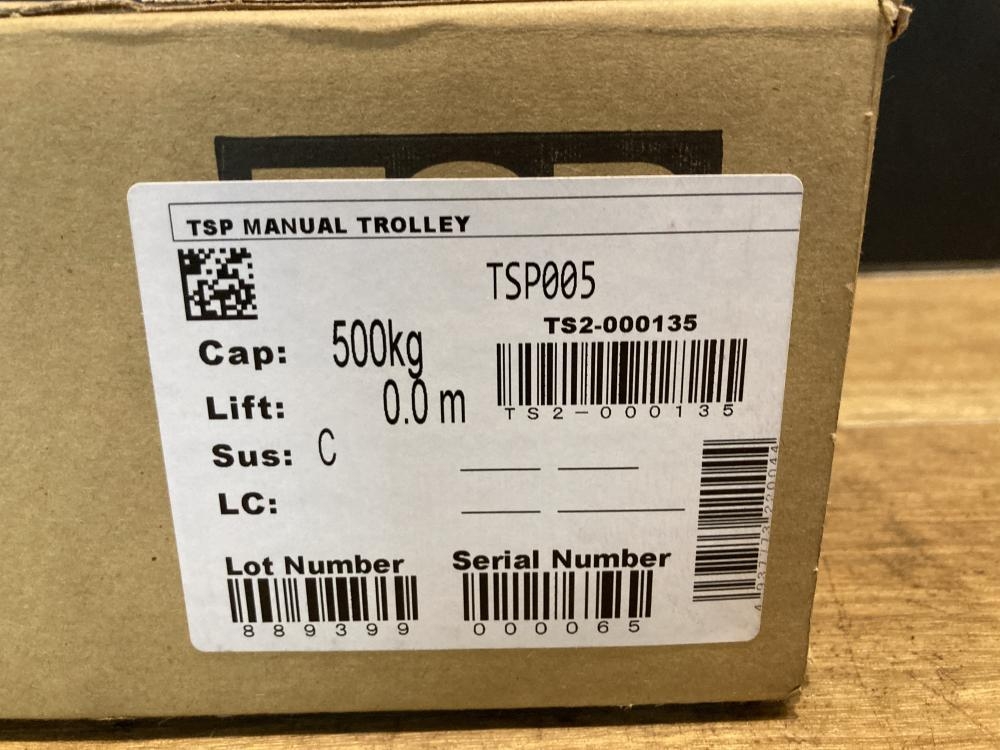 TSP MANUAL TROLLEY
TSP005
TS2-000135
Cap: 500kg
Lift: 0.0 m
TS2-000135
Sus: C
LC:
Lot Number
889399
Serial Number
000065